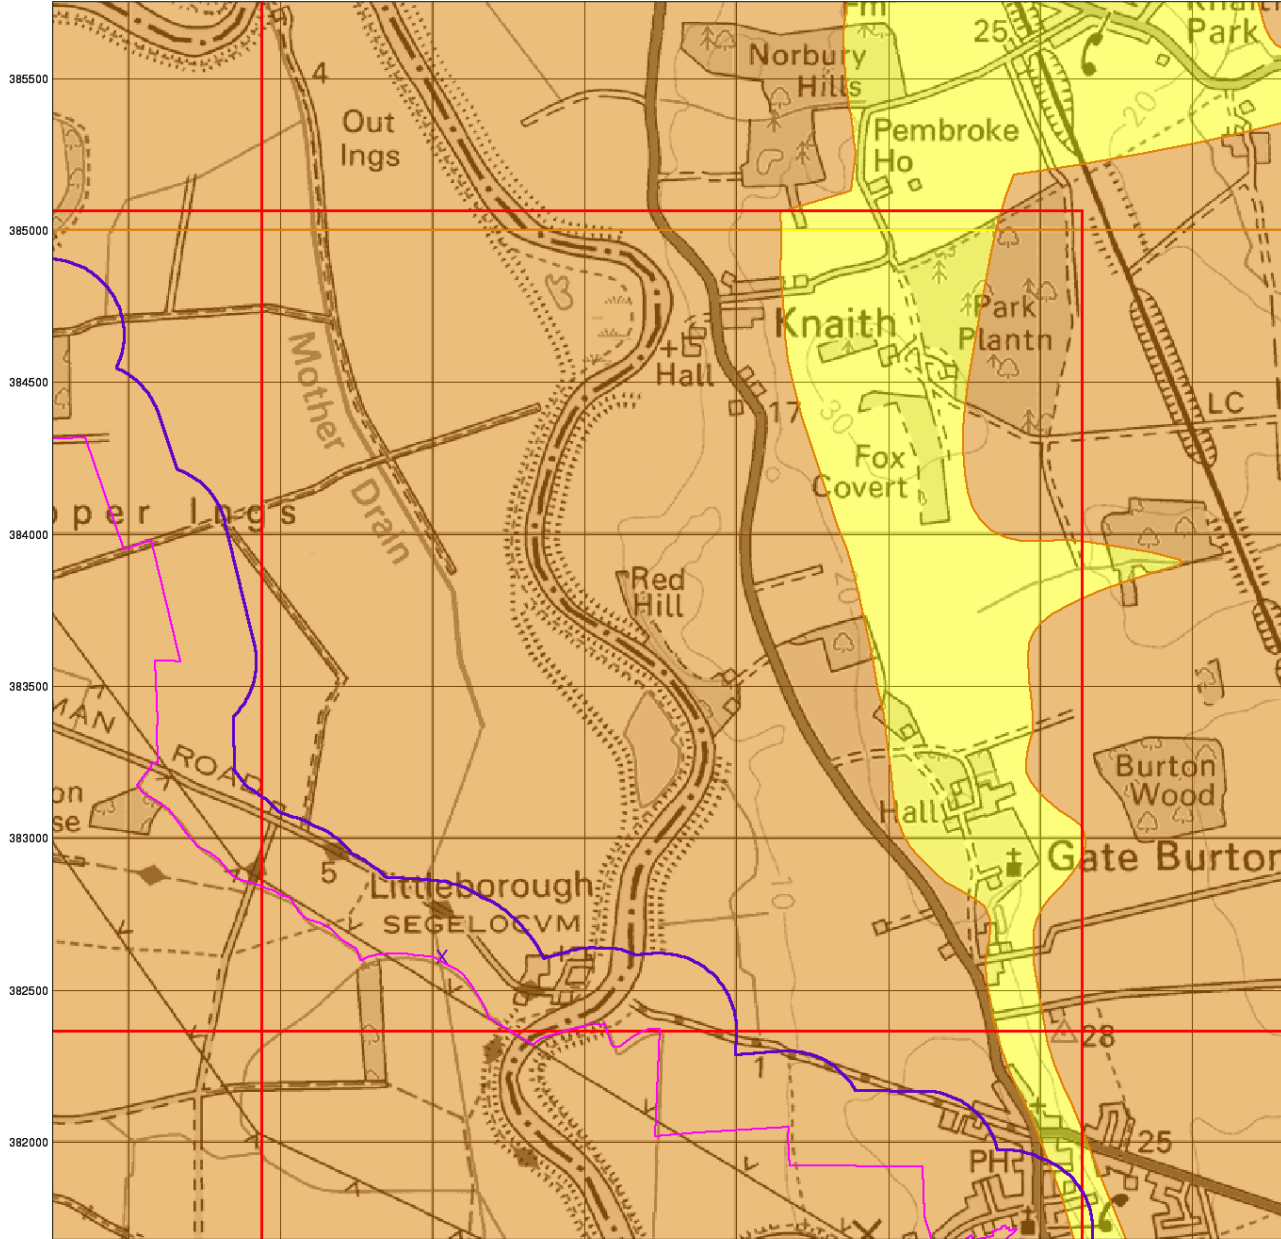 Fm
Knaith
Park
25
385500
4
Norbury
Hills
20
Out
Ings
Pembroke
Ho
385000
Mother
Drain
Knaith
Park
Plantn
Hall
384500
17
30
LC
Fox
Covert
pper Ings
384000
Red
Hill
20
383500
MAN
ROAD
Burton
Wood
on
se
Hall
383000
5
Littleborough
SEGELOCVM
Gate Burton
10
X
382500
28
1
382000
PH
25